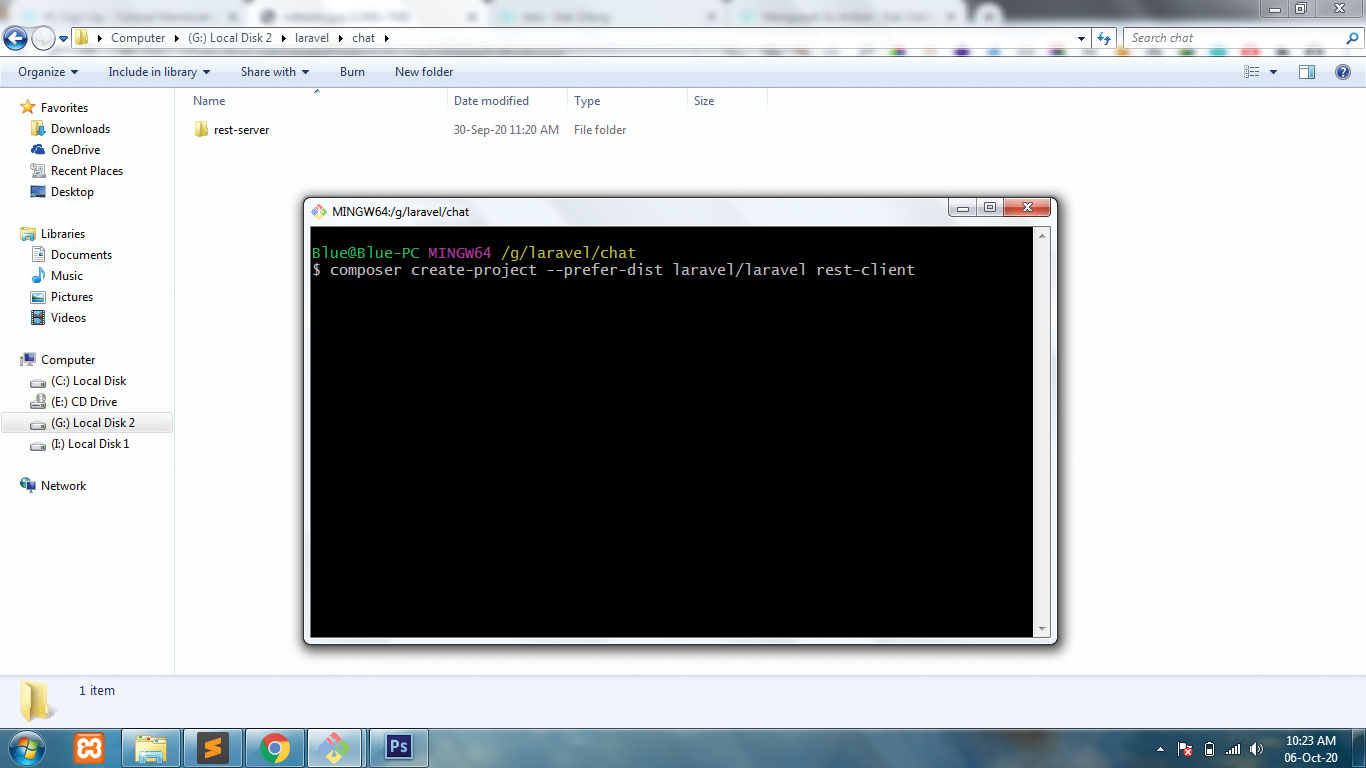 Computer (G:) Local Disk 2 laravel chat
Search chat
Organize Include in library Share with Burn New folder
Name Date modified Type Size
rest-server 30-Sep-20 11:20 AM File folder
Favorites
Downloads
OneDrive
Recent Places
Desktop
Libraries
Documents
Music
Pictures
Videos
Computer
(C:) Local Disk
(E:) CD Drive
(G:) Local Disk 2
(I:) Local Disk 1
Network
MINGW64:/g/laravel/chat
Blue@Blue-PC MINGW64 /g/laravel/chat
$ composer create-project --prefer-dist laravel/laravel rest-client
1 item
Ps
10:23 AM
06-Oct-20